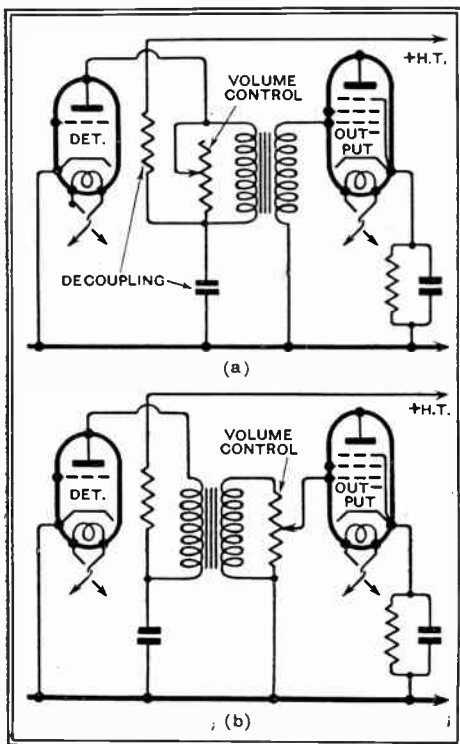 +H.T.
VOLUME
CONTROL
DET.
OUT-
PUT
DECOUPLING
(a)
+H.T.
VOLUME
CONTROL
DET.
OUT-
PUT
(b)